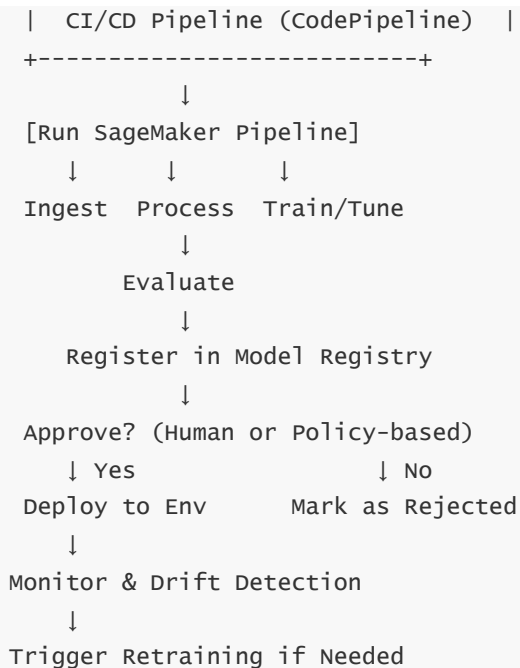 |  CI/CD Pipeline (CodePipeline)  |
+---------------------------+
↓
[Run SageMaker Pipeline]
↓ ↓ ↓
Ingest  Process  Train/Tune
↓
Evaluate
↓
Register in Model Registry
↓
Approve? (Human or Policy-based)
↓ Yes ↓ No
Deploy to Env Mark as Rejected
↓
Monitor & Drift Detection
↓
Trigger Retraining if Needed